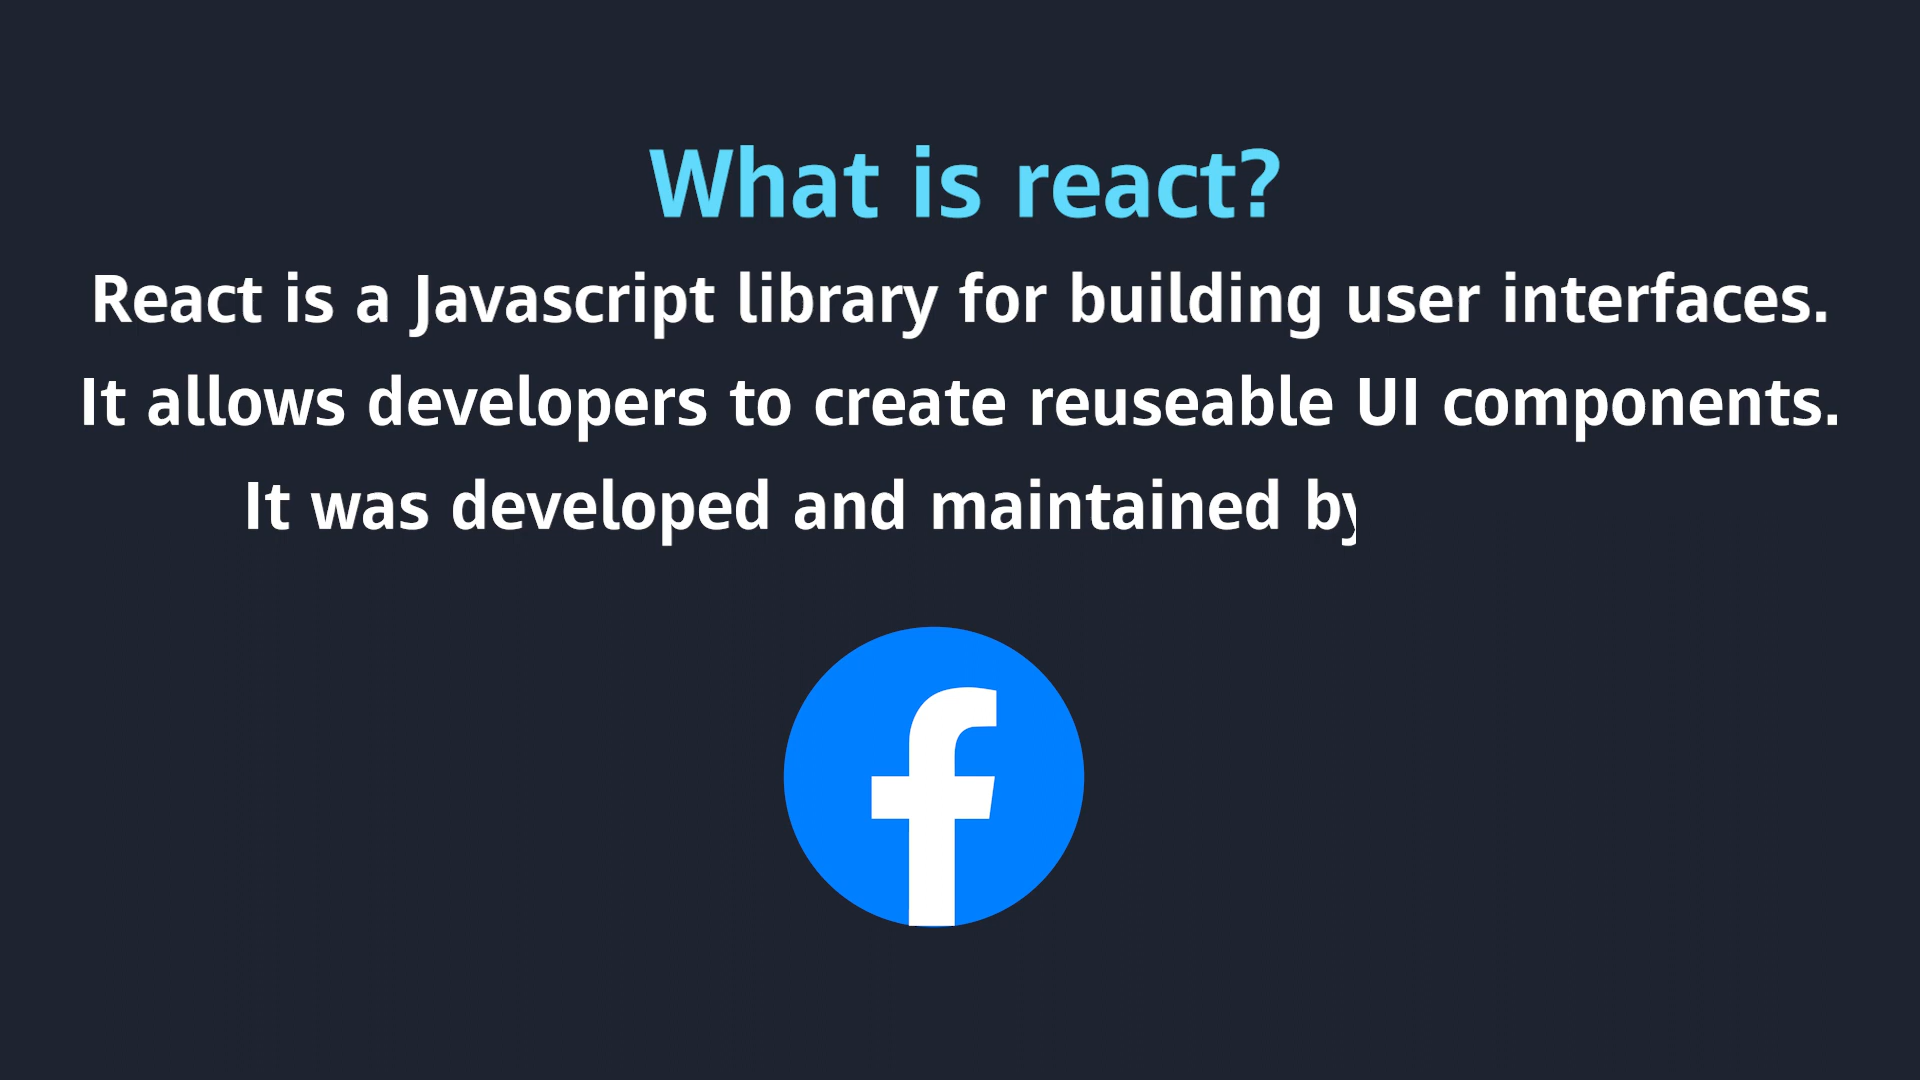 What is react?
React is a Javascript library for building user interfaces.
It allows developers to create reuseable UI components.
It was developed and maintained by